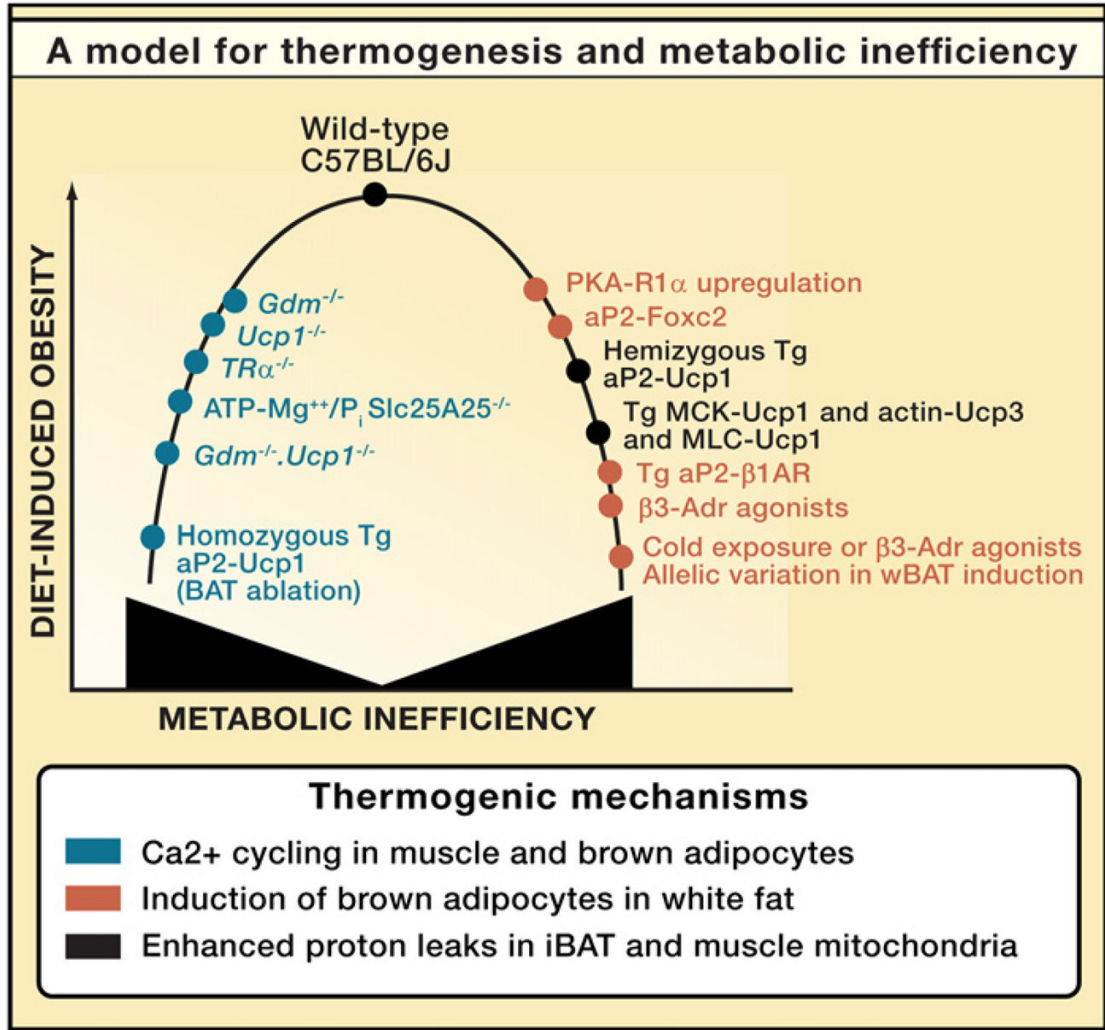 A model for thermogenesis and metabolic inefficiency
Wild-type
C57BL/6J
DIET-INDUCED OBESITY
Gdm⁻/⁻
Ucp1⁻/⁻
TRα⁻/⁻
ATP-Mg⁺⁺/Pᵢ Slc25A25⁻/⁻
Gdm⁻/⁻.Ucp1⁻/⁻
Homozygous Tg
aP2-Ucp1
(BAT ablation)
PKA-R1α upregulation
aP2-Foxc2
Hemizygous Tg
aP2-Ucp1
Tg MCK-Ucp1 and actin-Ucp3
and MLC-Ucp1
Tg aP2-β1AR
β3-Adr agonists
Cold exposure or β3-Adr agonists
Allelic variation in wBAT induction
METABOLIC INEFFICIENCY
Thermogenic mechanisms
Ca2+ cycling in muscle and brown adipocytes
Induction of brown adipocytes in white fat
Enhanced proton leaks in iBAT and muscle mitochondria